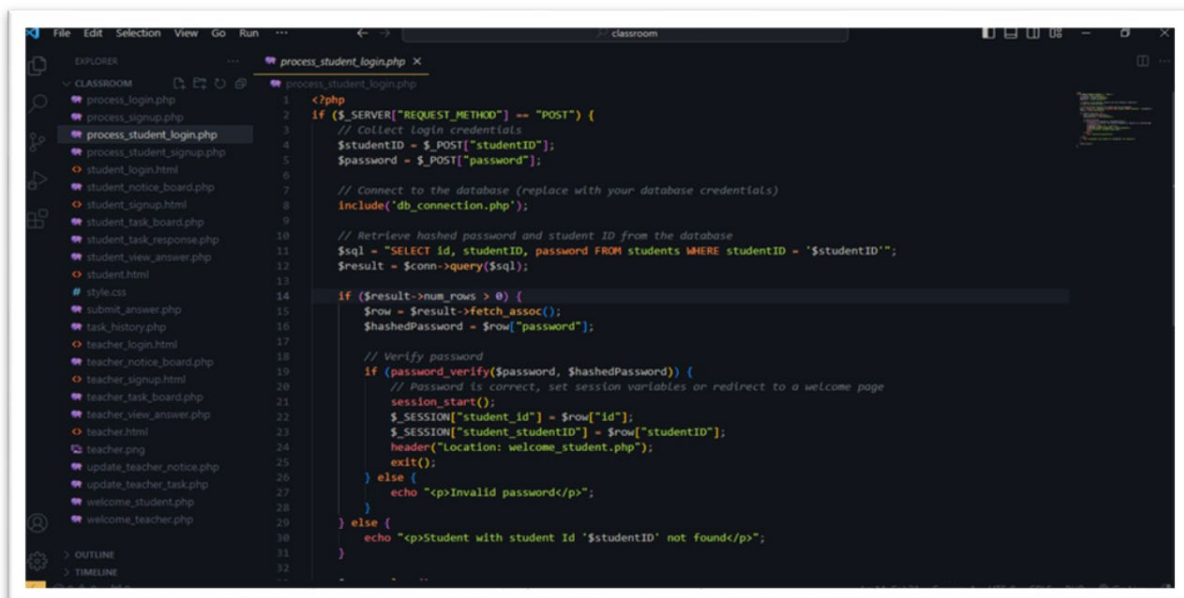 File Edit Selection View Go Run ... classroom
EXPLORER ...
CLASSROOM
process_login.php
process_signup.php
process_student_login.php
process_student_signup.php
student_login.html
student_notice_board.php
student_signup.html
student_task_board.php
student_task_response.php
student_view_answer.php
student.html
# style.css
submit_answer.php
task_history.php
teacher_login.html
teacher_notice_board.php
teacher_signup.html
teacher_task_board.php
teacher_view_answer.php
teacher.html
teacher.png
update_teacher_notice.php
update_teacher_task.php
welcome_student.php
welcome_teacher.php
OUTLINE
TIMELINE
process_student_login.php
process_student_login.php
1 <?php
2 if ($_SERVER["REQUEST_METHOD"] == "POST") {
3 // Collect login credentials
4 $studentID = $_POST["studentID"];
5 $password = $_POST["password"];
6
7 // Connect to the database (replace with your database credentials)
8 include('db_connection.php');
9
10 // Retrieve hashed password and student ID from the database
11 $sql = "SELECT id, studentID, password FROM students WHERE studentID = '$studentID'";
12 $result = $conn->query($sql);
13
14 if ($result->num_rows > 0) {
15 $row = $result->fetch_assoc();
16 $hashedPassword = $row["password"];
17
18 // Verify password
19 if (password_verify($password, $hashedPassword)) {
20 // Password is correct, set session variables or redirect to a welcome page
21 session_start();
22 $_SESSION["student_id"] = $row["id"];
23 $_SESSION["student_studentID"] = $row["studentID"];
24 header("Location: welcome_student.php");
25 exit();
26 } else {
27 echo "<p>Invalid password</p>";
28 }
29 } else {
30 echo "<p>Student with student Id '$studentID' not found</p>";
31 }
32